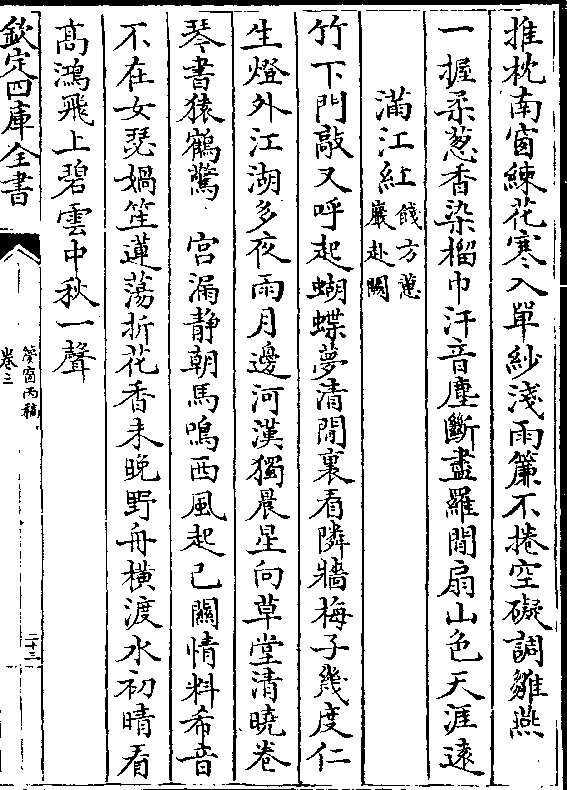 推枕南窗練花寒入單紗淺雨簾不捲空礙調雛燕
一握柔葱香染榴巾汗音塵斷畫羅閒扇山色天涯遠
滿江紅 餞方蕙巖赴闕
竹下門敲又呼起蝴蝶夢清閒裏看隣牆梅子幾度仁
生燈外江湖多夜雨月邊河漢獨晨星向草堂清曉卷
琴書猿鶴驚 宮漏靜朝馬鳴西風起已關情料希音
不在女瑟媧笙蓮蕩折花香未晚野舟橫渡水初晴看
髙鴻飛上碧雲中秋一聲
欽定四庫全書
夢窗丙稿
卷三
二十三